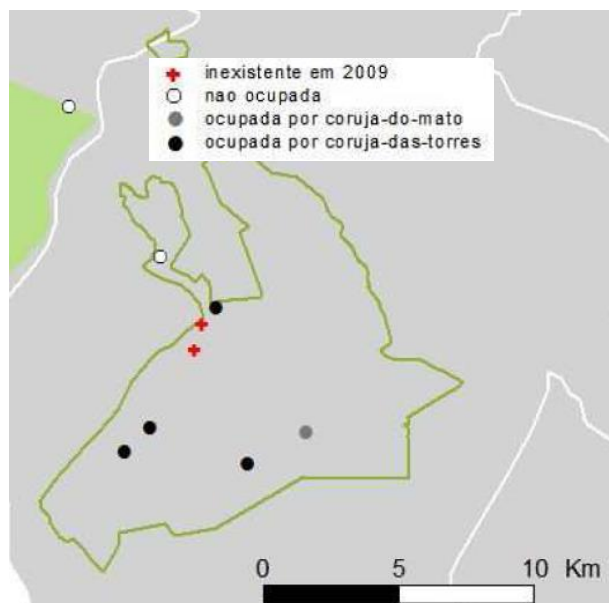 inexistente em 2009
nao ocupada
ocupada por coruja-do-mato
ocupada por coruja-das-torres
0 5 10 Km